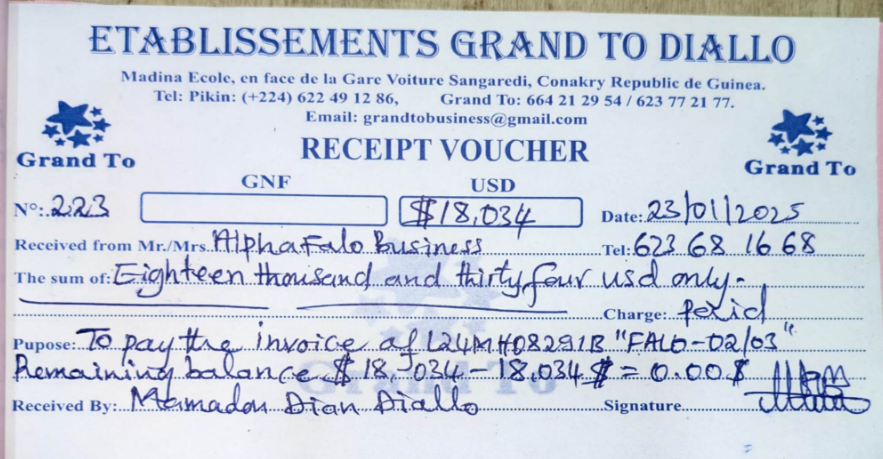 ETABLISSEMENTS GRAND TO DIALLO
Madina Ecole, en face de la Gare Voiture Sangaredi, Conakry Republic de Guinea.
Tel: Pikin: (+224) 622 49 12 86, Grand To: 664 21 29 54 / 623 77 21 77.
Email: grandtobusiness@gmail.com
Grand To
RECEIPT VOUCHER
Grand To
GNF USD
N°: 223 $18,034 Date: 23/01/2025
Received from Mr./Mrs. Alpha Falo Business Tel: 623 68 16 68
The sum of: Eighteen thousand and thirty four usd only-
Charge:
Pupose: To pay the invoice of L24MH08291B "FALO-02/03"
Remaining balance $ 18,034-18,034 $ = 0.00 $
Received By: Mamadou Dian Diallo Signature